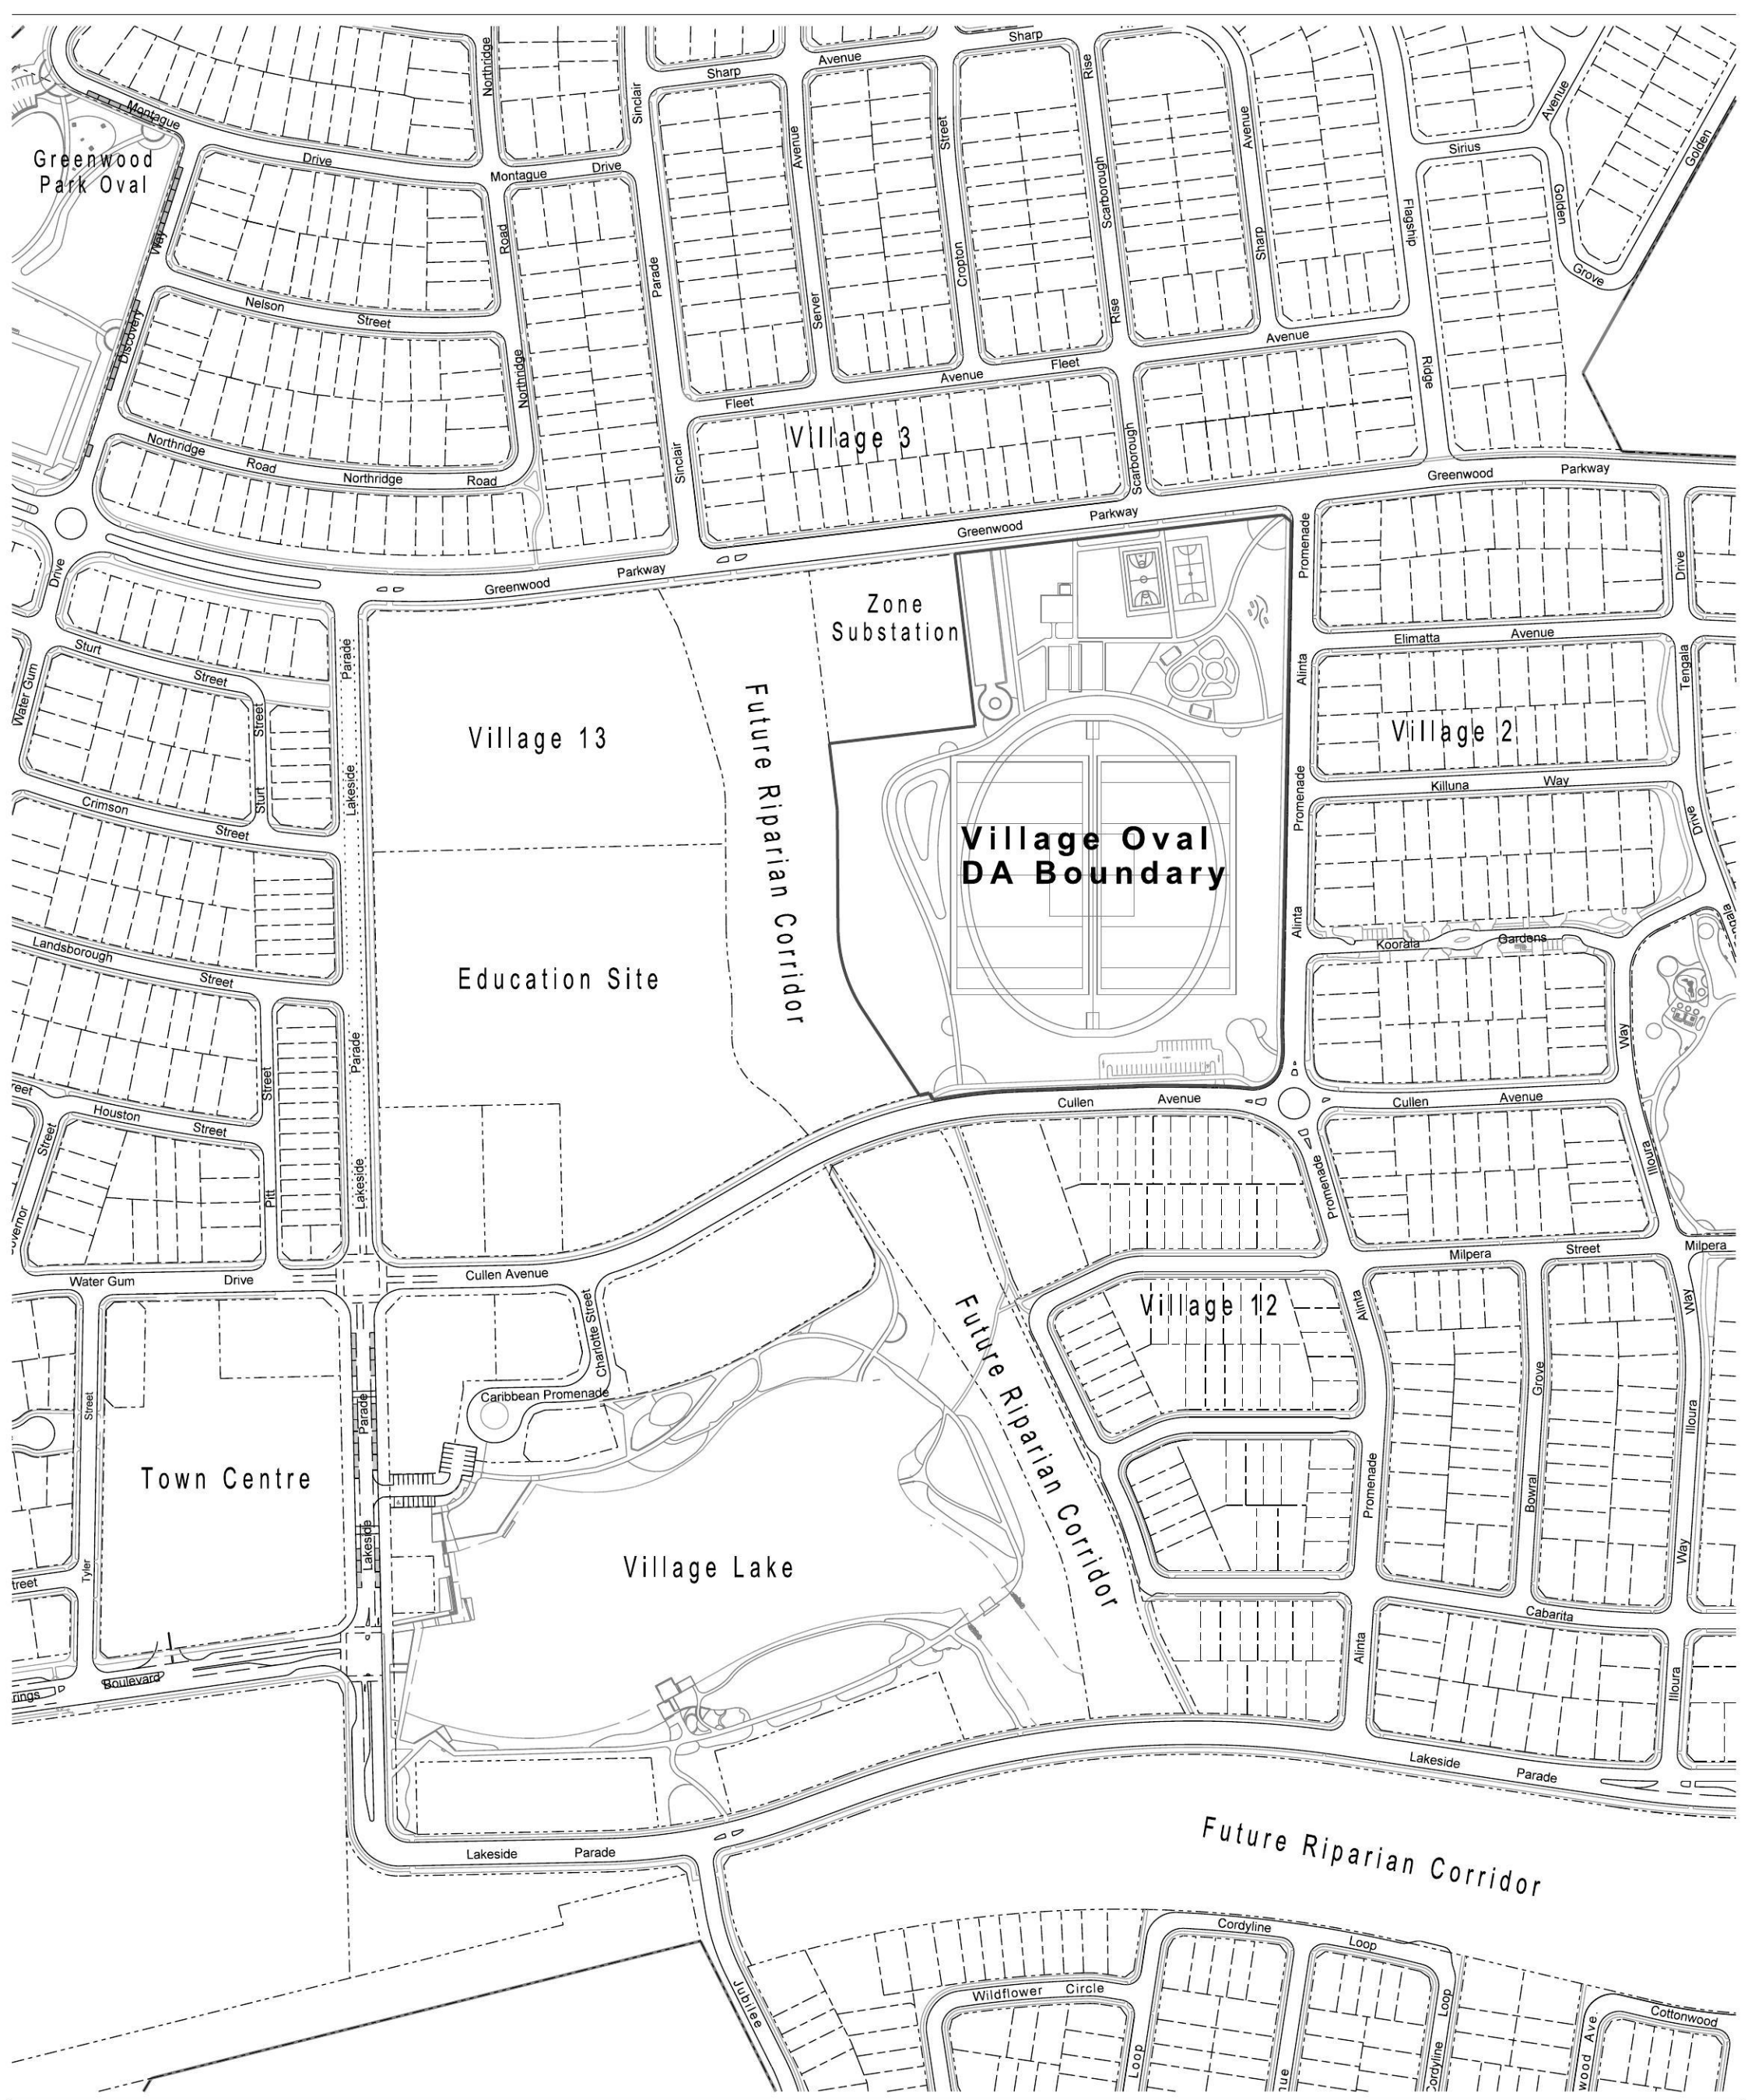 Northridge
Sinclair
Sharp
Avenue
Sharp
Rise
Avenue
Golden
Montague
Greenwood
Park Oval
Drive
Montague
Drive
Avenue
Street
Scarborough
Avenue
Sirius
Way
Road
Parade
Server
Cropton
Rise
Sharp
Flagship
Golden
Grove
Nelson
Street
Discovery
Northridge
Fleet
Avenue
Fleet
Avenue
Ridge
Northridge
Road
Northridge
Road
Sinclair
Village 3
Scarborough
Greenwood
Parkway
Greenwood
Parkway
Greenwood
Parkway
Drive
Promenade
Drive
Zone
Substation
Sturt
Street
Parade
Elimatta
Avenue
Water Gum
Street
Alinta
Tengala
Village 13
Future Riparian Corridor
Village 2
Sturt
Lakeside
Promenade
Killuna
Way
Crimson
Street
Drive
Village Oval
DA Boundary
Landsborough
Street
Education Site
Alinta
Koorala
Gardens
Parade
Way
Street
reet
Houston
Street
Street
Cullen
Avenue
Cullen
Avenue
Pitt
Lakeside
Promenade
Illoura
Water Gum
Drive
Cullen Avenue
Milpera
Street
Milpera
Charlotte Street
Future Riparian Corridor
Village 12
Alinta
Way
Caribbean Promenade
Street
Parade
Grove
Illoura
Town Centre
Promenade
Bowral
Lakeside
Village Lake
Way
Tyler
treet
Cabarita
Alinta
Illoura
rings
Boulevard
Lakeside
Parade
Lakeside
Parade
Future Riparian Corridor
Cordyline
Loop
Jubilee
Wildflower
Circle
Loop
Cottonwood
Loop
ordyline
wood Ave
nue